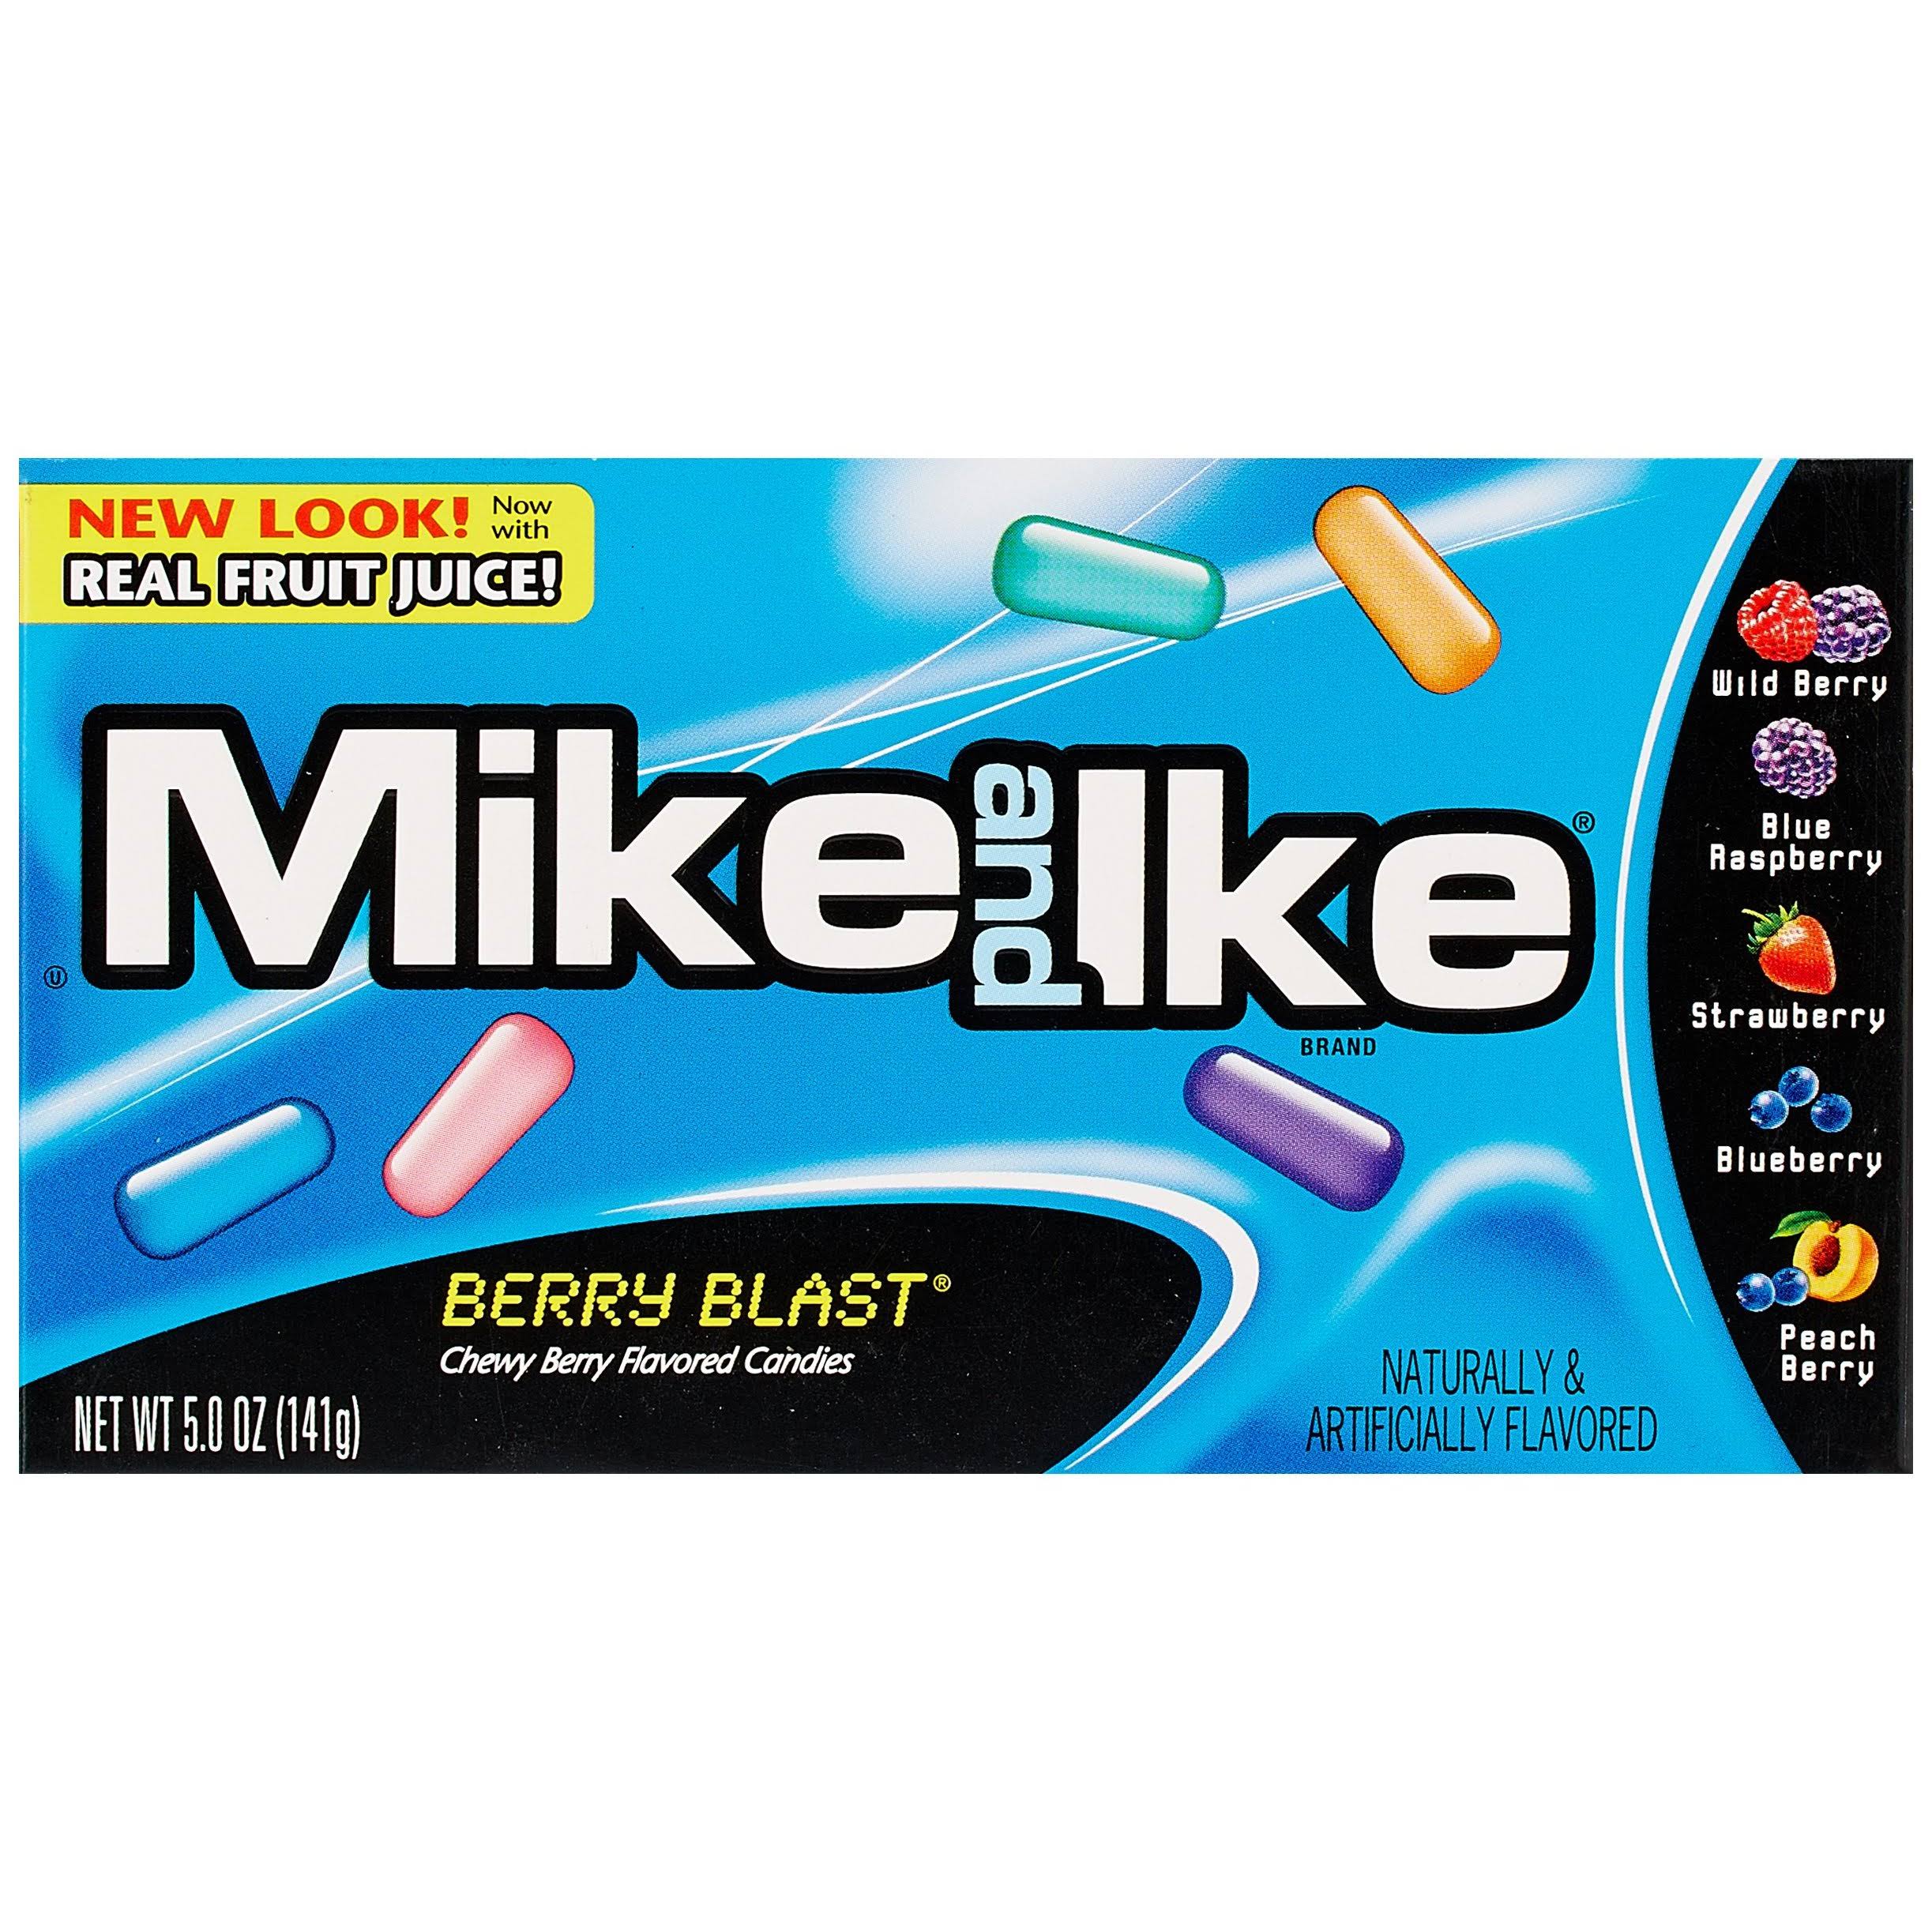 NEW LOOK! Now
with
REAL FRUIT JUICE!
Mike and Ike®
BRAND
Ⓤ
Wild Berry
Blue
Raspberry
Strawberry
Blueberry
Peach
Berry
BERRY BLAST®
Chewy Berry Flavored Candies
NET WT 5.0 OZ (141g)
NATURALLY &
ARTIFICIALLY FLAVORED